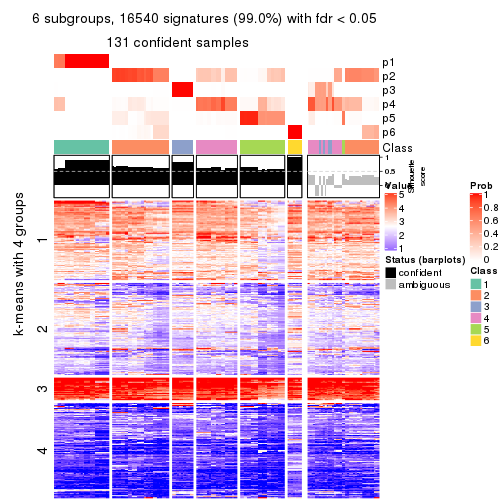 6 subgroups, 16540 signatures (99.0%) with fdr < 0.05
131 confident samples
p1
p2
p3
p4
p5
p6
Class
1
0.5
0
Silhouette
score
k-means with 4 groups
1
2
3
4
Value
5
4
3
2
1
Status (barplots)
confident
ambiguous
Prob
1
0.8
0.6
0.4
0.2
0
Class
1
2
3
4
5
6